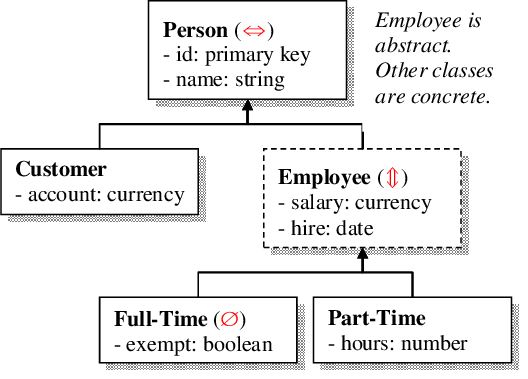 Person (⇔)
- id: primary key
- name: string
Employee is
abstract.
Other classes
are concrete.
Customer
- account: currency
Employee (⇕)
- salary: currency
- hire: date
Full-Time (∅)
- exempt: boolean
Part-Time
- hours: number